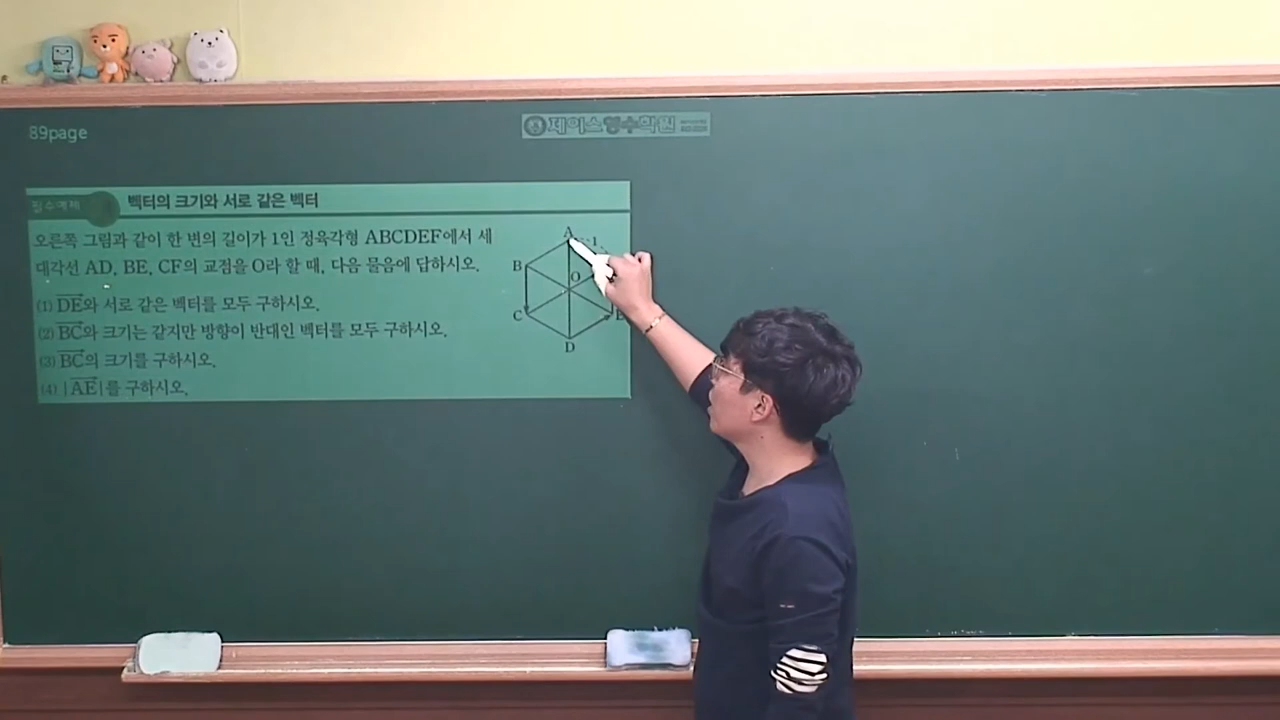 89page
제이스영수학원
필수예제
벡터의 크기와 서로 같은 벡터
오른쪽 그림과 같이 한 변의 길이가 1인 정육각형 ABCDEF에서 세
대각선 AD, BE, CF의 교점을 O라 할 때, 다음 물음에 답하시오.
(1) DE와 서로 같은 벡터를 모두 구하시오.
(2) BC와 크기는 같지만 방향이 반대인 벡터를 모두 구하시오.
(3) BC의 크기를 구하시오.
(4) |AE|를 구하시오.
A
1
B
O
C
E
D